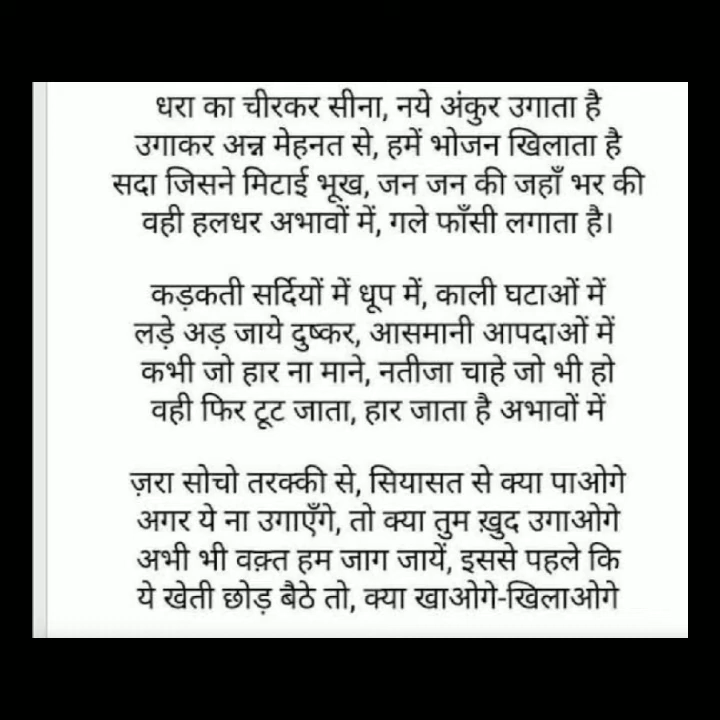 धरा का चीरकर सीना, नये अंकुर उगाता है
उगाकर अन्न मेहनत से, हमें भोजन खिलाता है
सदा जिसने मिटाई भूख, जन जन की जहाँ भर की
वही हलधर अभावों में, गले फाँसी लगाता है।
कड़कती सर्दियों में धूप में, काली घटाओं में
लड़े अड़ जाये दुष्कर, आसमानी आपदाओं में
कभी जो हार ना माने, नतीजा चाहे जो भी हो
वही फिर टूट जाता, हार जाता है अभावों में
ज़रा सोचो तरक्की से, सियासत से क्या पाओगे
अगर ये ना उगाएँगे, तो क्या तुम ख़ुद उगाओगे
अभी भी वक़्त हम जाग जायें, इससे पहले कि
ये खेती छोड़ बैठे तो, क्या खाओगे-खिलाओगे